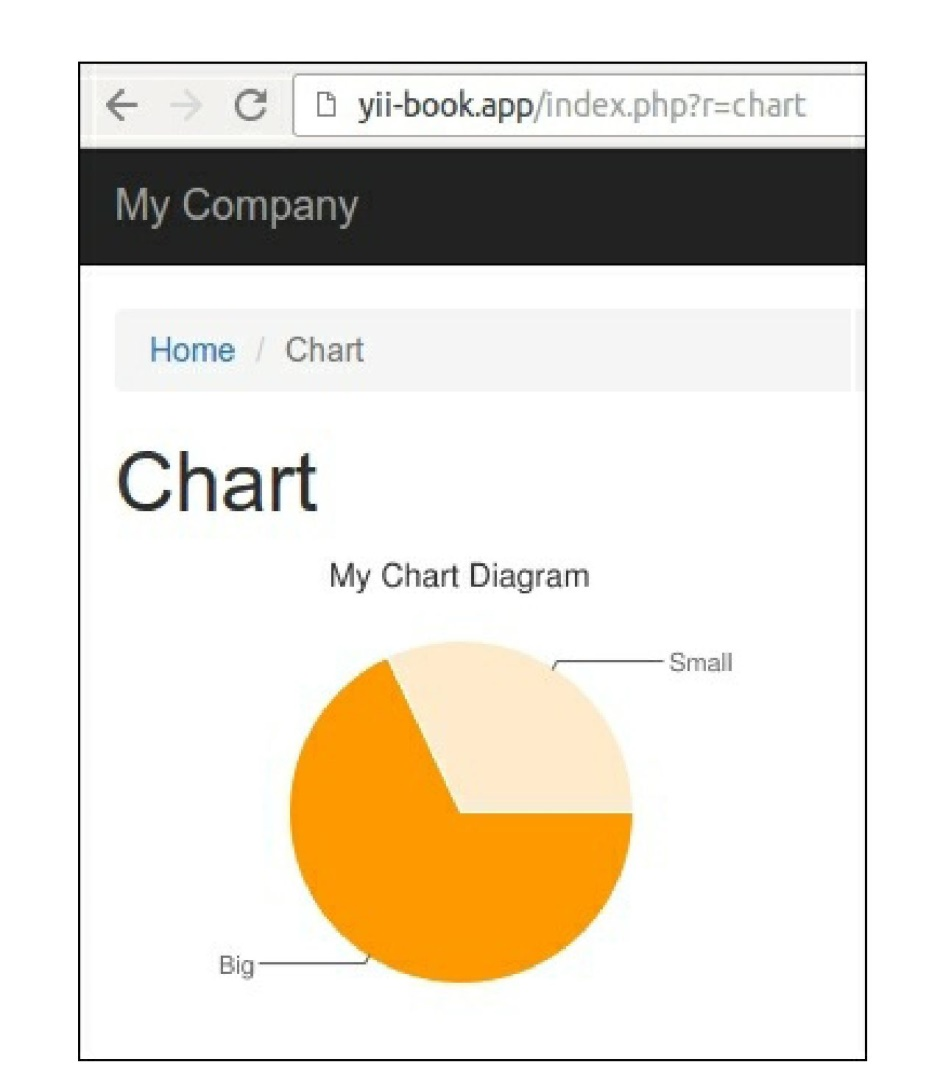 yii-book.app/index.php?r=chart
My Company
Home / Chart
Chart
My Chart Diagram
Small
Big